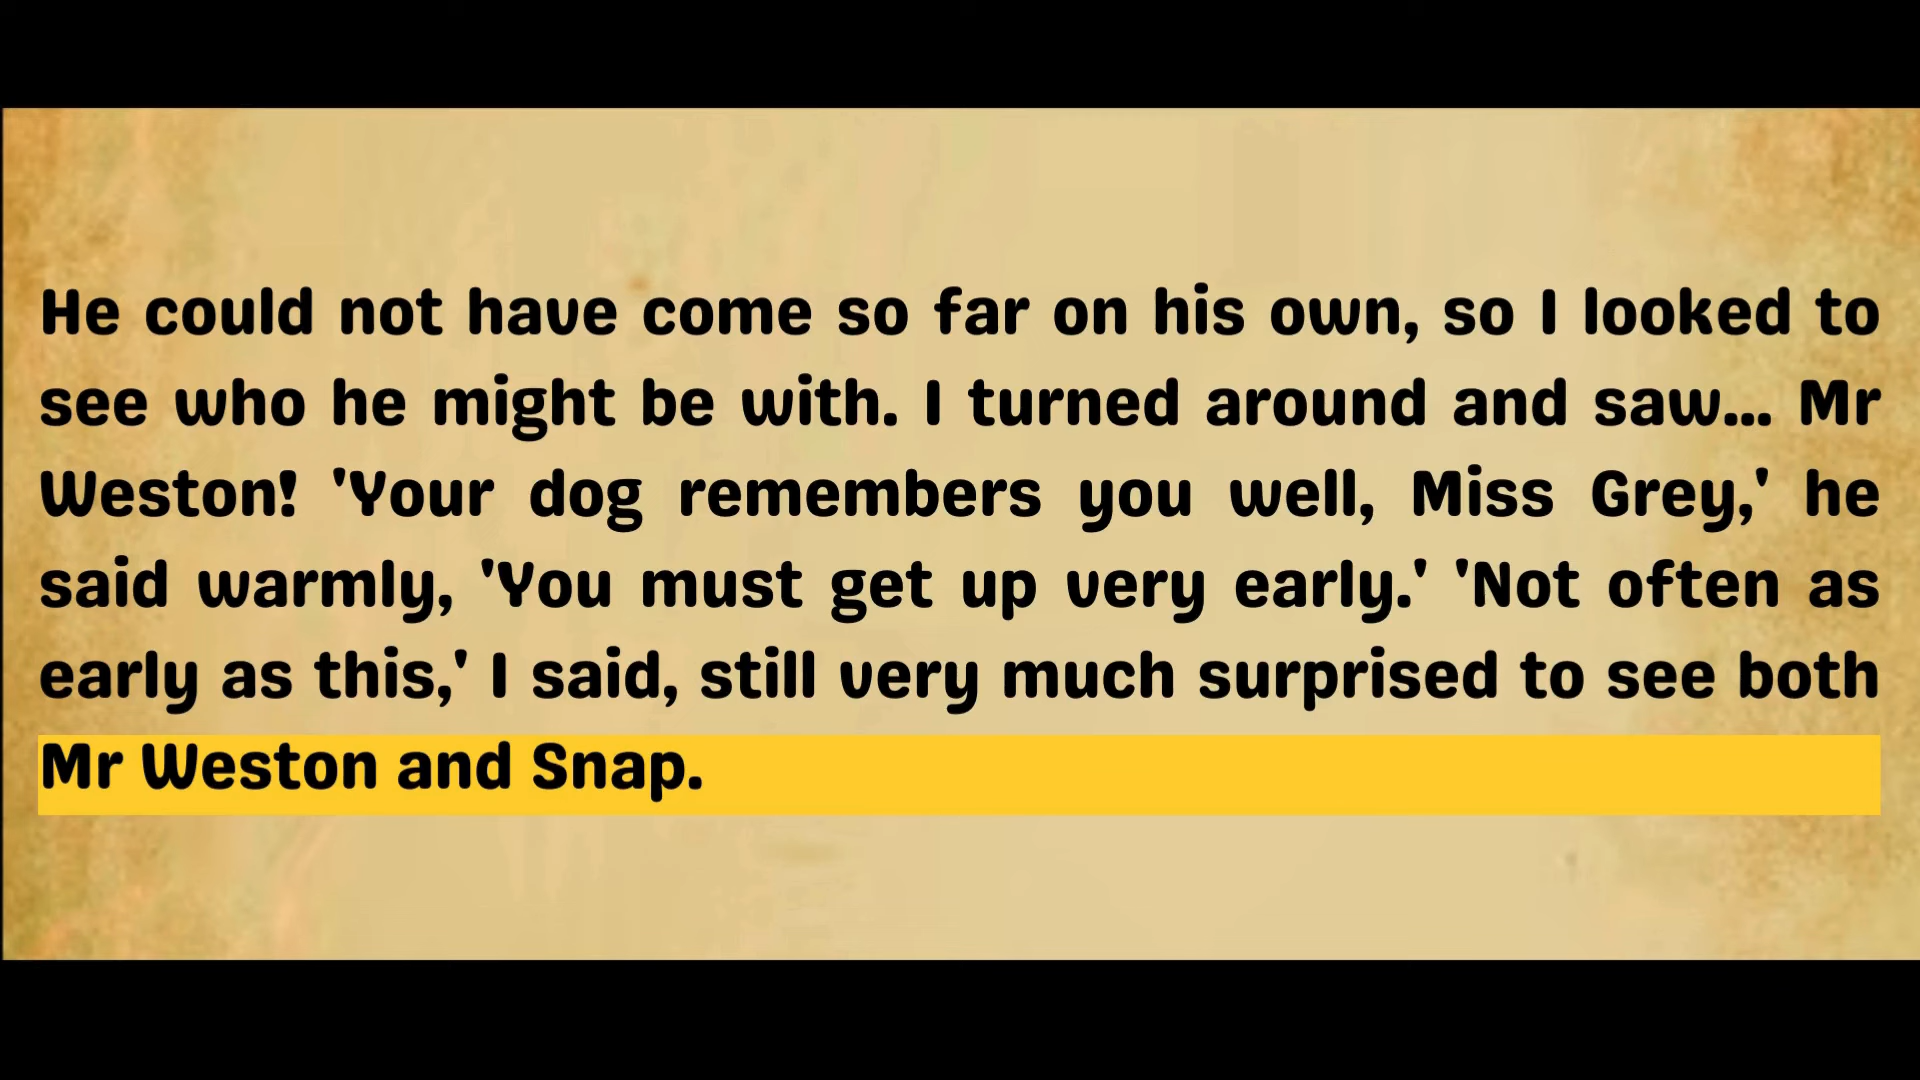 He could not have come so far on his own, so I looked to
see who he might be with. I turned around and saw... Mr
Weston! 'Your dog remembers you well, Miss Grey,' he
said warmly, 'You must get up very early.' 'Not often as
early as this,' I said, still very much surprised to see both
Mr Weston and Snap.